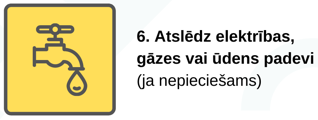 6. Atslēdz elektrības,
gāzes vai ūdens padevi
(ja nepieciešams)